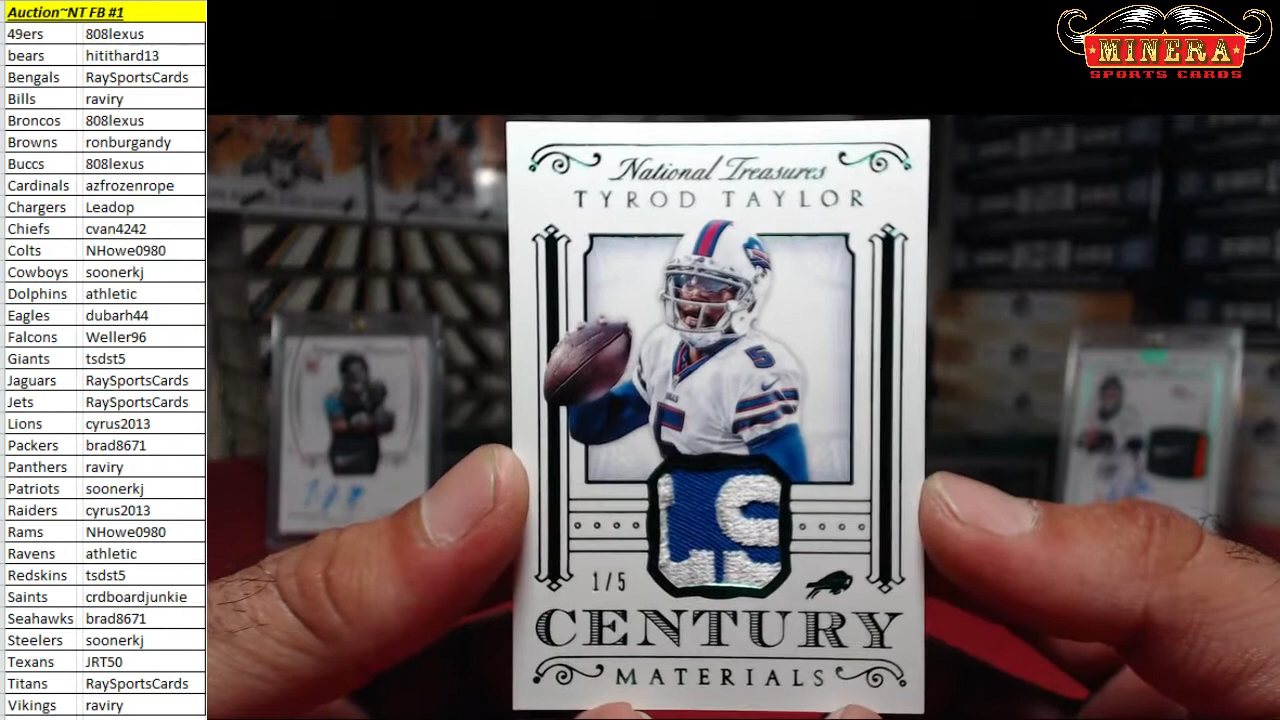 Auction~NT FB #1
49ers 808lexus
bears hitithard13
Bengals RaySportsCards
Bills raviry
Broncos 808lexus
Browns ronburgandy
Buccs 808lexus
Cardinals azfrozenrope
Chargers Leadop
Chiefs cvan4242
Colts NHowe0980
Cowboys soonerkj
Dolphins athletic
Eagles dubarh44
Falcons Weller96
Giants tsdst5
Jaguars RaySportsCards
Jets RaySportsCards
Lions cyrus2013
Packers brad8671
Panthers raviry
Patriots soonerkj
Raiders cyrus2013
Rams NHowe0980
Ravens athletic
Redskins tsdst5
Saints crdboardjunkie
Seahawks brad8671
Steelers soonerkj
Texans JRT50
Titans RaySportsCards
Vikings raviry
MINERA
SPORTS CARDS
National Treasures
TYROD TAYLOR
5
5
LS
1/5
CENTURY
MATERIALS